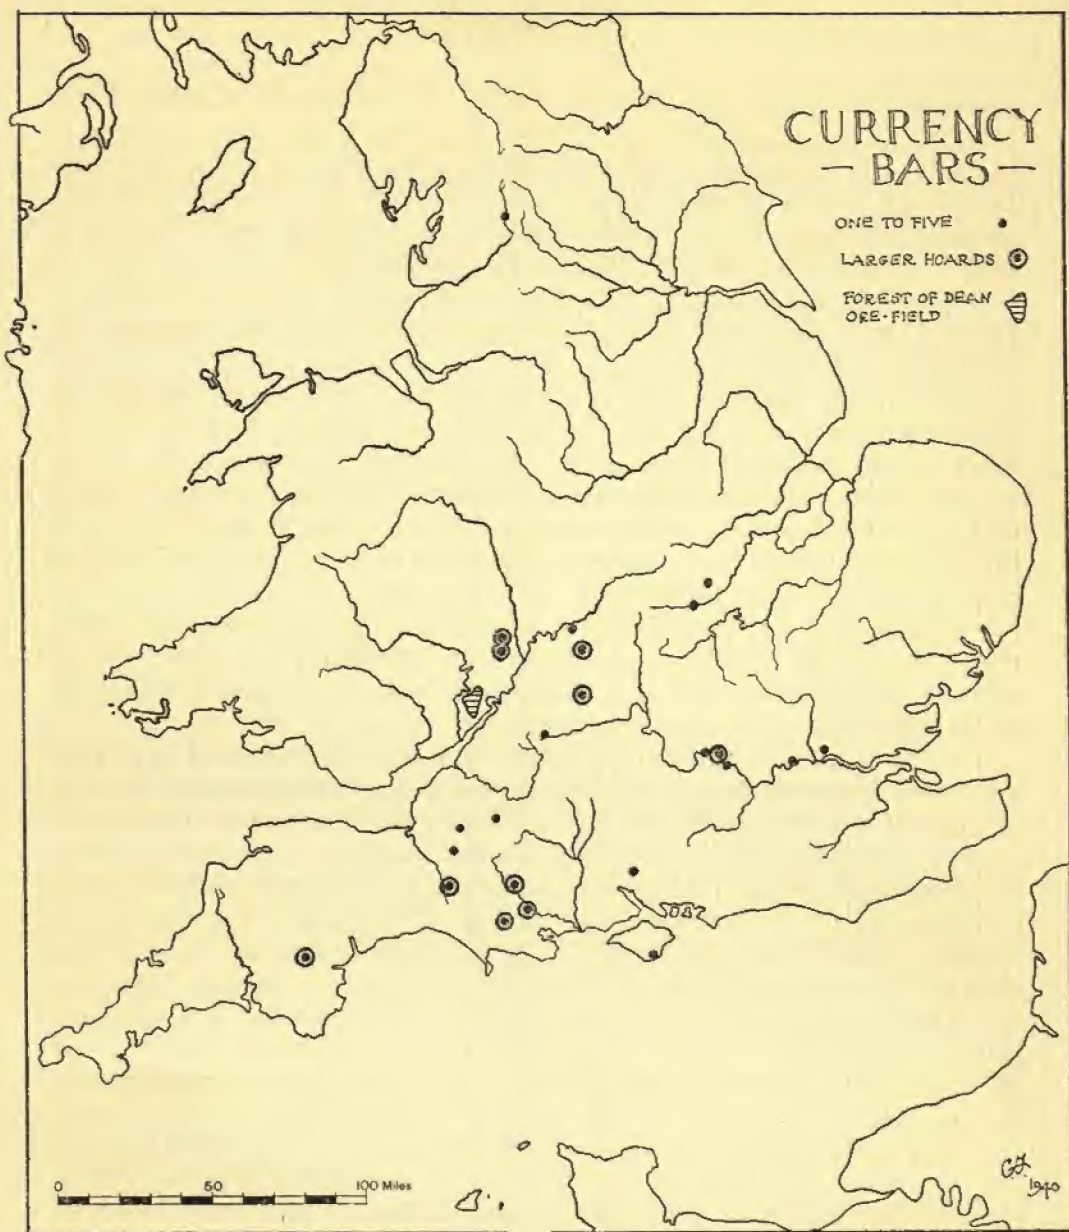 CURRENCY
— BARS —
ONE TO FIVE
LARGER HOARDS
FOREST OF DEAN
ORE-FIELD
0 50 100 Miles
1940